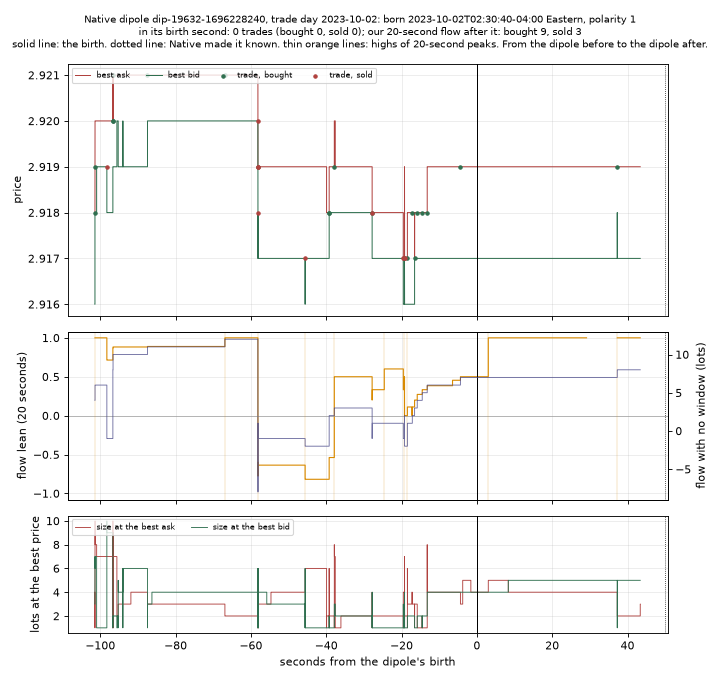 Native dipole dip-19632-1696228240, trade day 2023-10-02: born 2023-10-02T02:30:40-04:00 Eastern, polarity 1
in its birth second: 0 trades (bought 0, sold 0); our 20-second flow after it: bought 9, sold 3
solid line: the birth. dotted line: Native made it known. thin orange lines: highs of 20-second peaks. From the dipole before to the dipole after.
best ask
best bid
trade, bought
trade, sold
2.921
2.920
2.919
2.918
2.917
2.916
price
1.0
0.5
0.0
−0.5
−1.0
flow lean (20 seconds)
10
5
0
−5
flow with no window (lots)
size at the best ask
size at the best bid
10
8
6
4
2
lots at the best price
−100
−80
−60
−40
−20
0
20
40
seconds from the dipole's birth